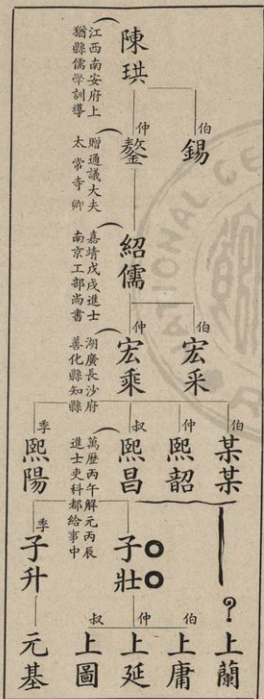 陳珙
(江西南安府上
猶縣儒學訓導
伯
錫
仲
鏊
(贈通議大夫
太常寺卿
紹儒
(嘉靖戊戌進士
南京工部尚書
伯
宏采
仲
宏乘
(湖廣長沙府
善化縣知縣
伯
某某
仲
熙韶
叔
熙昌
(萬歷丙午解元丙辰
進士吏科都給事中
季
熙陽
?
上蘭
子壯
季
子升
伯
上庸
仲
上延
叔
上圖
元基